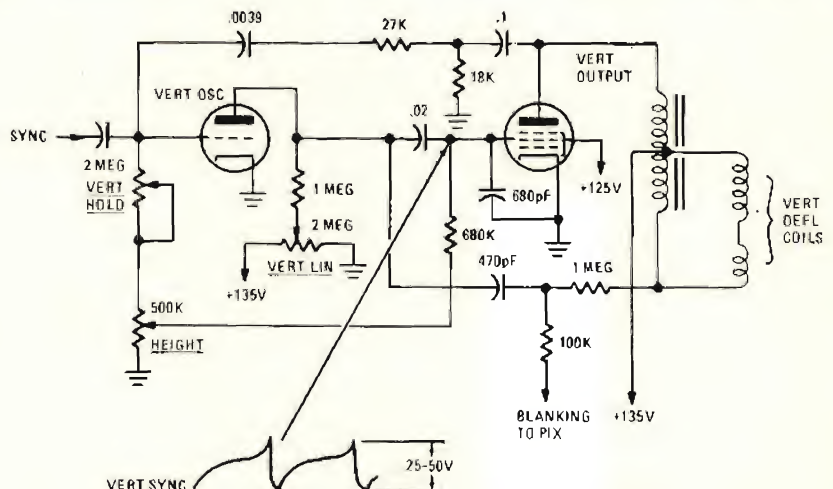 .0039
27K
.1
VERT
OUTPUT
18K
VERT OSC
.02
SYNC
2 MEG
VERT
HOLD
1 MEG
2 MEG
VERT LIN
+135V
680K
680pF
+125V
VERT
DEFL
COILS
470pF
1 MEG
500K
HEIGHT
100K
BLANKING
TO PIX
+135V
25-50V
VERT SYNC